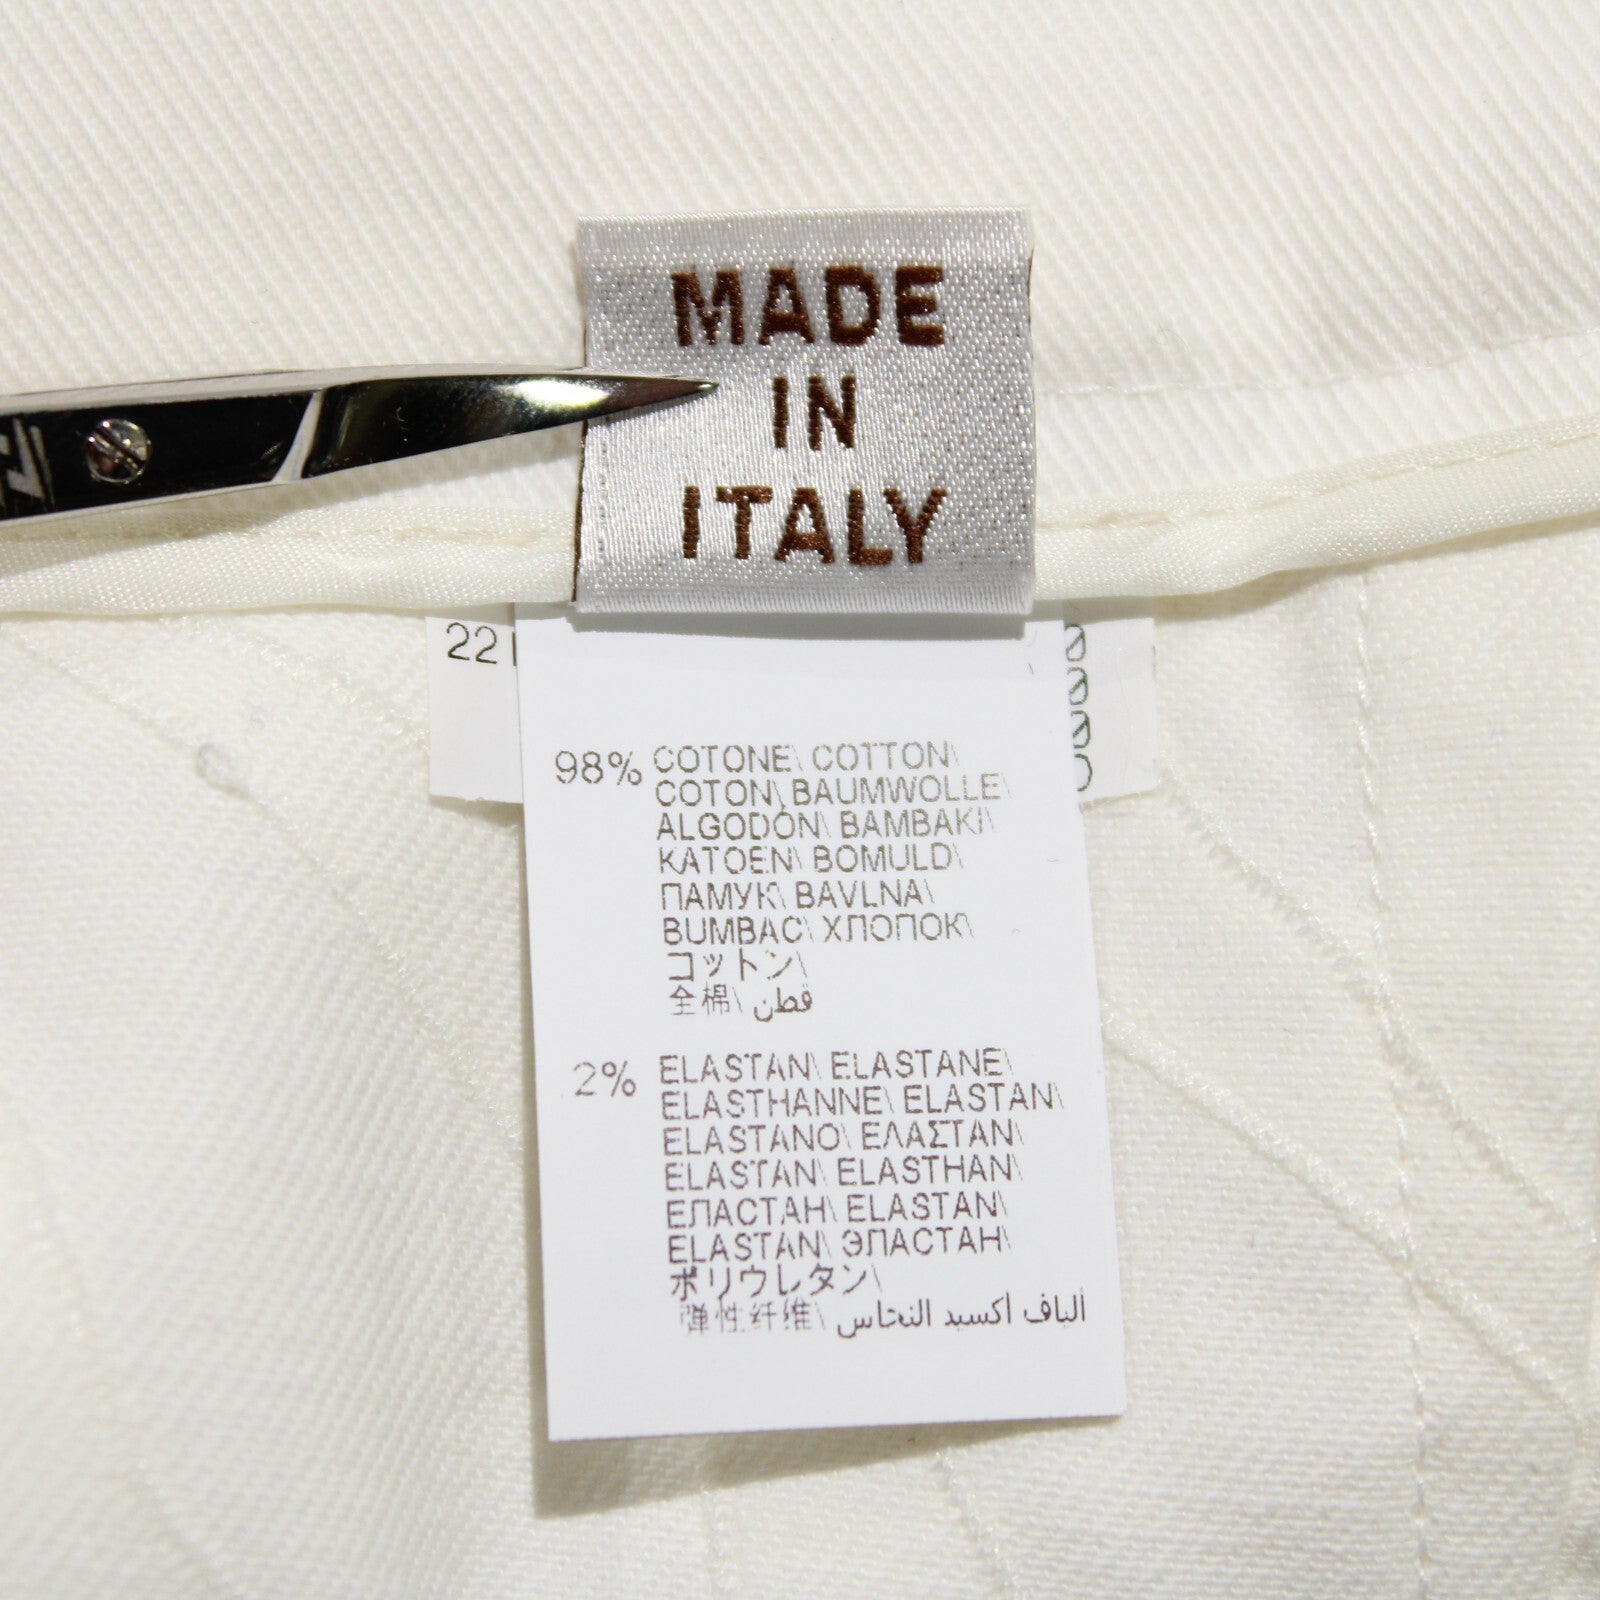 MADE
IN
ITALY
22
98% COTONE\ COTTON\
COTON\ BAUMWOLLE\
ALGODÓN\ BAMBAKI\
KATOEN\ BOMULD\
ПАМУК\ BAVLNA\
BUMBAC\ ХЛОПОК\
コットン\
全棉\ قطن
2% ELASTAN\ ELASTANE\
ELASTHANNE\ ELASTAN\
ELASTANO\ ΕΛΑΣΤΑΝ\
ELASTAN\ ELASTHAN\
ЕЛАСТАН\ ELASTAN\
ELASTAN\ ЭЛАСТАН\
ポリウレタン\
弹性纤维\ ألياف أكسيد النحاس